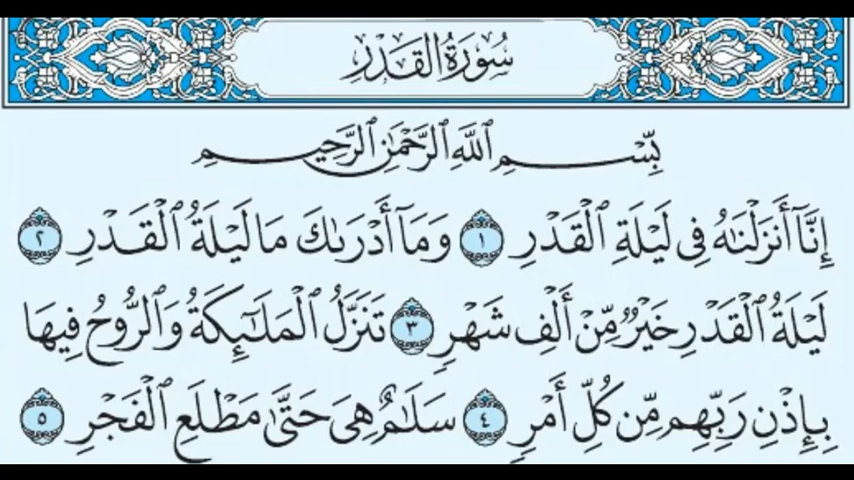 سُورَةُ القَدْرِ
بِسْمِ ٱللَّهِ ٱلرَّحْمَٰنِ ٱلرَّحِيمِ
إِنَّآ أَنزَلْنَٰهُ فِى لَيْلَةِ ٱلْقَدْرِ ١ وَمَآ أَدْرَىٰكَ مَا لَيْلَةُ ٱلْقَدْرِ ٢
لَيْلَةُ ٱلْقَدْرِ خَيْرٌ مِّنْ أَلْفِ شَهْرٍ ٣ تَنَزَّلُ ٱلْمَلَٰٓئِكَةُ وَٱلرُّوحُ فِيهَا
بِإِذْنِ رَبِّهِم مِّن كُلِّ أَمْرٍ ٤ سَلَٰمٌ هِىَ حَتَّىٰ مَطْلَعِ ٱلْفَجْرِ ٥